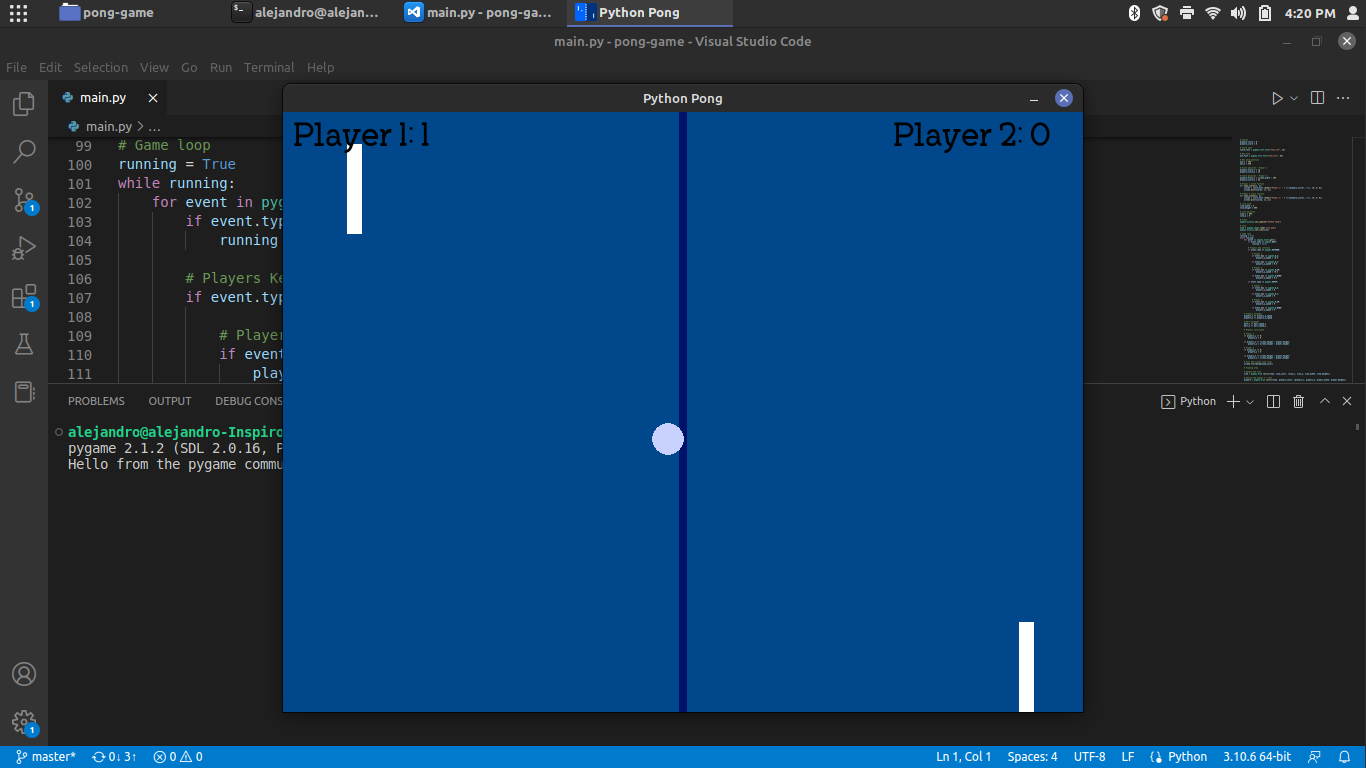 pong-game
alejandro@alejan...
main.py - pong-ga...
Python Pong
4:20 PM
main.py - pong-game - Visual Studio Code
File Edit Selection View Go Run Terminal Help
main.py
main.py > ...
Python Pong
Player 1: 1
Player 2: 0
99 # Game loop
100 running = True
101 while running:
102 for event in pyg
103 if event.typ
104 running
105
106 # Players Ke
107 if event.typ
108
109 # Player
110 if event
111 play
1
1
1
PROBLEMS OUTPUT DEBUG CONS
Python
alejandro@alejandro-Inspiro
pygame 2.1.2 (SDL 2.0.16, P
Hello from the pygame commu
master* 0↓ 3↑ 0 0
Ln 1, Col 1 Spaces: 4 UTF-8 LF Python 3.10.6 64-bit